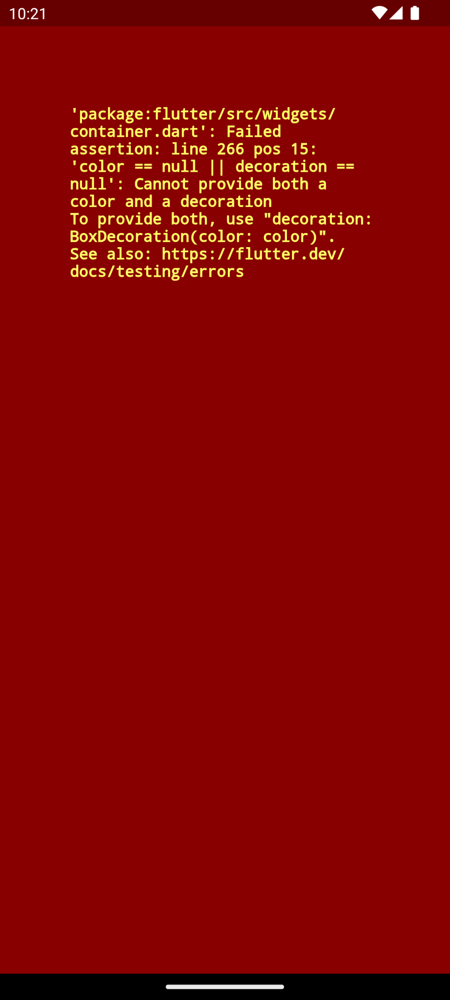 10:21
'package:flutter/src/widgets/
container.dart': Failed
assertion: line 266 pos 15:
'color == null || decoration ==
null': Cannot provide both a
color and a decoration
To provide both, use "decoration:
BoxDecoration(color: color)".
See also: https://flutter.dev/
docs/testing/errors